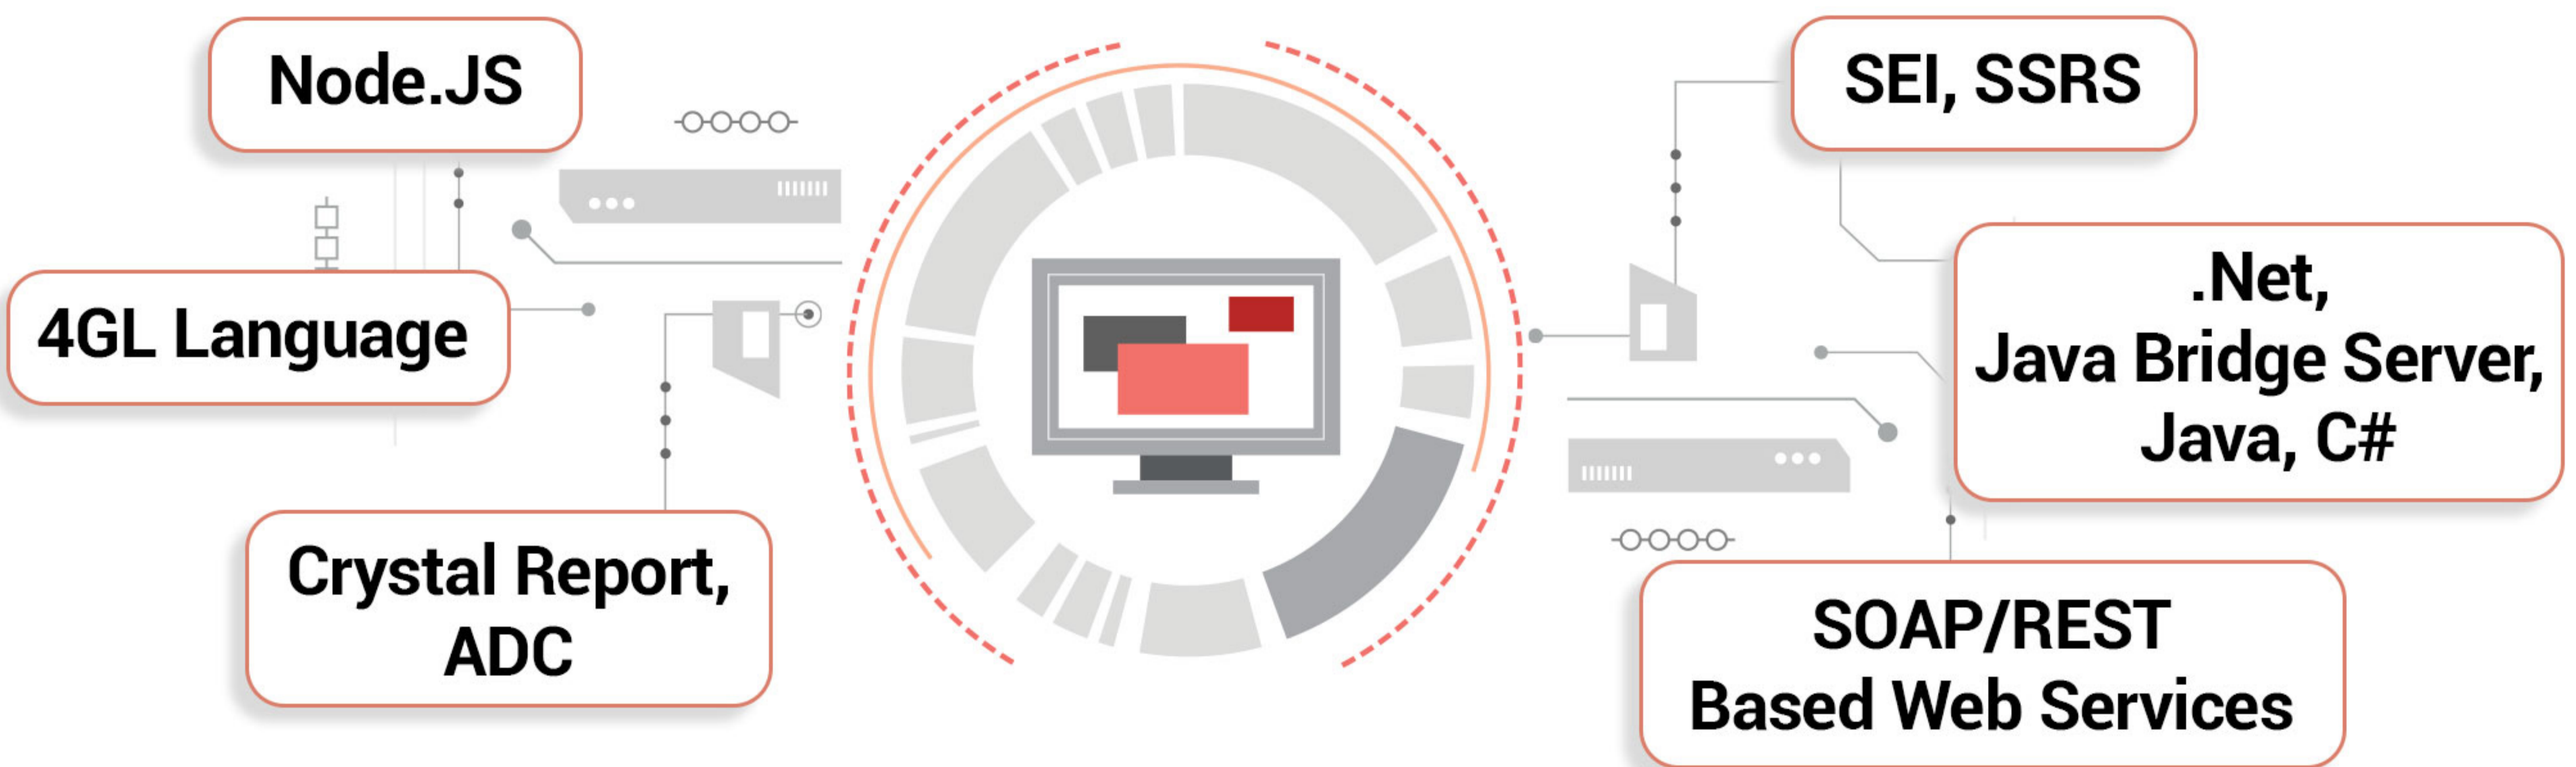 Node.JS
4GL Language
Crystal Report,
ADC
SEI, SSRS
.Net,
Java Bridge Server,
Java, C#
SOAP/REST
Based Web Services